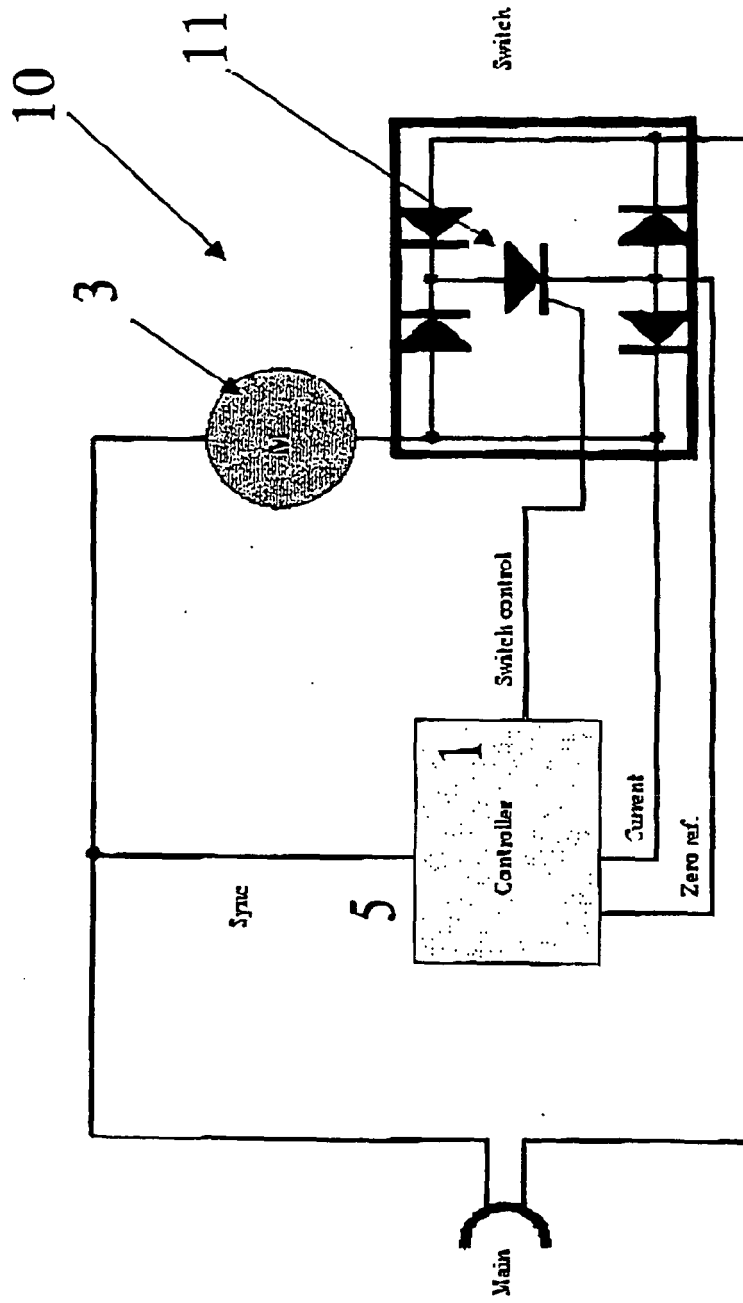 10
11
3
Switch
M
Switch control
5
Sync
1
Controller
Current
Zero ref.
Main